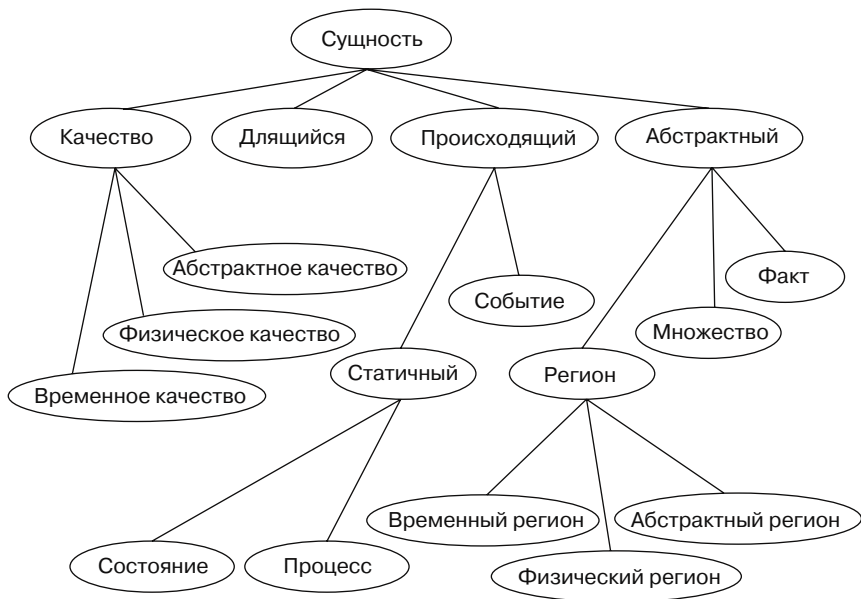 Сущность
Качество
Длящийся
Происходящий
Абстрактный
Абстрактное качество
Факт
Событие
Физическое качество
Множество
Статичный
Регион
Временное качество
Временный регион
Абстрактный регион
Состояние
Процесс
Физический регион